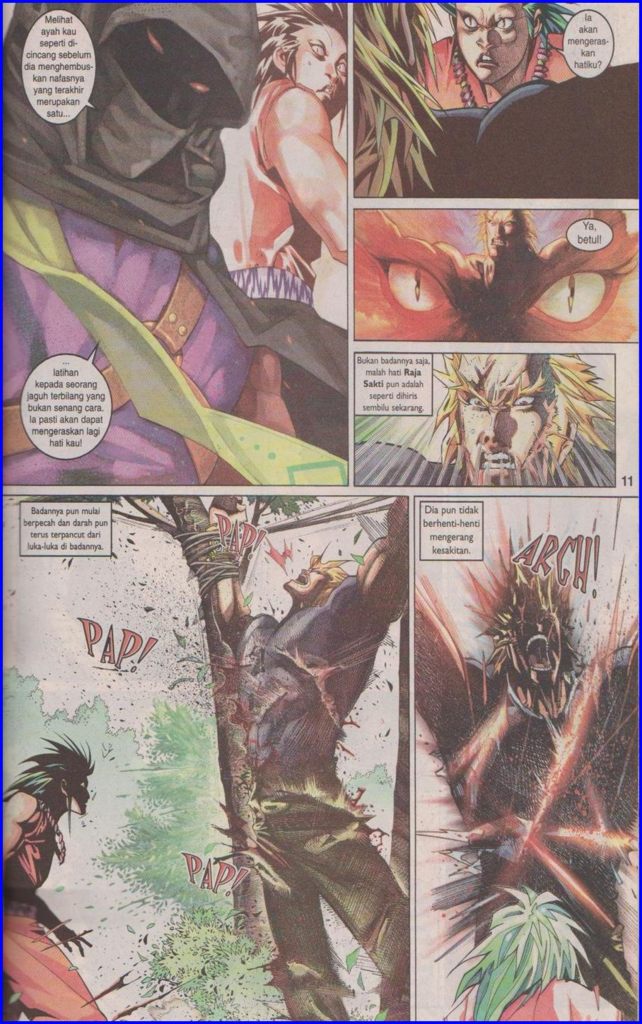 Melihat
ayah kau
seperti di-
cincang sebelum
dia menghembus-
kan nafasnya
yang terakhir
merupakan
satu...
Ia
akan
mengeras-
kan
hatiku?
Ya,
betul!
...
latihan
kepada seorang
jaguh terbilang yang
bukan senang cara.
Ia pasti akan dapat
mengeraskan lagi
hati kau!
Bukan badannya saja,
malah hati Raja
Sakti pun adalah
seperti dihiris
sembilu sekarang.
11
Badannya pun mulai
berpecah dan darah pun
terus terpancut dari
luka-luka di badannya.
PAP!
PAP!
PAP!
Dia pun tidak
berhenti-henti
mengerang
kesakitan.
ARGH!